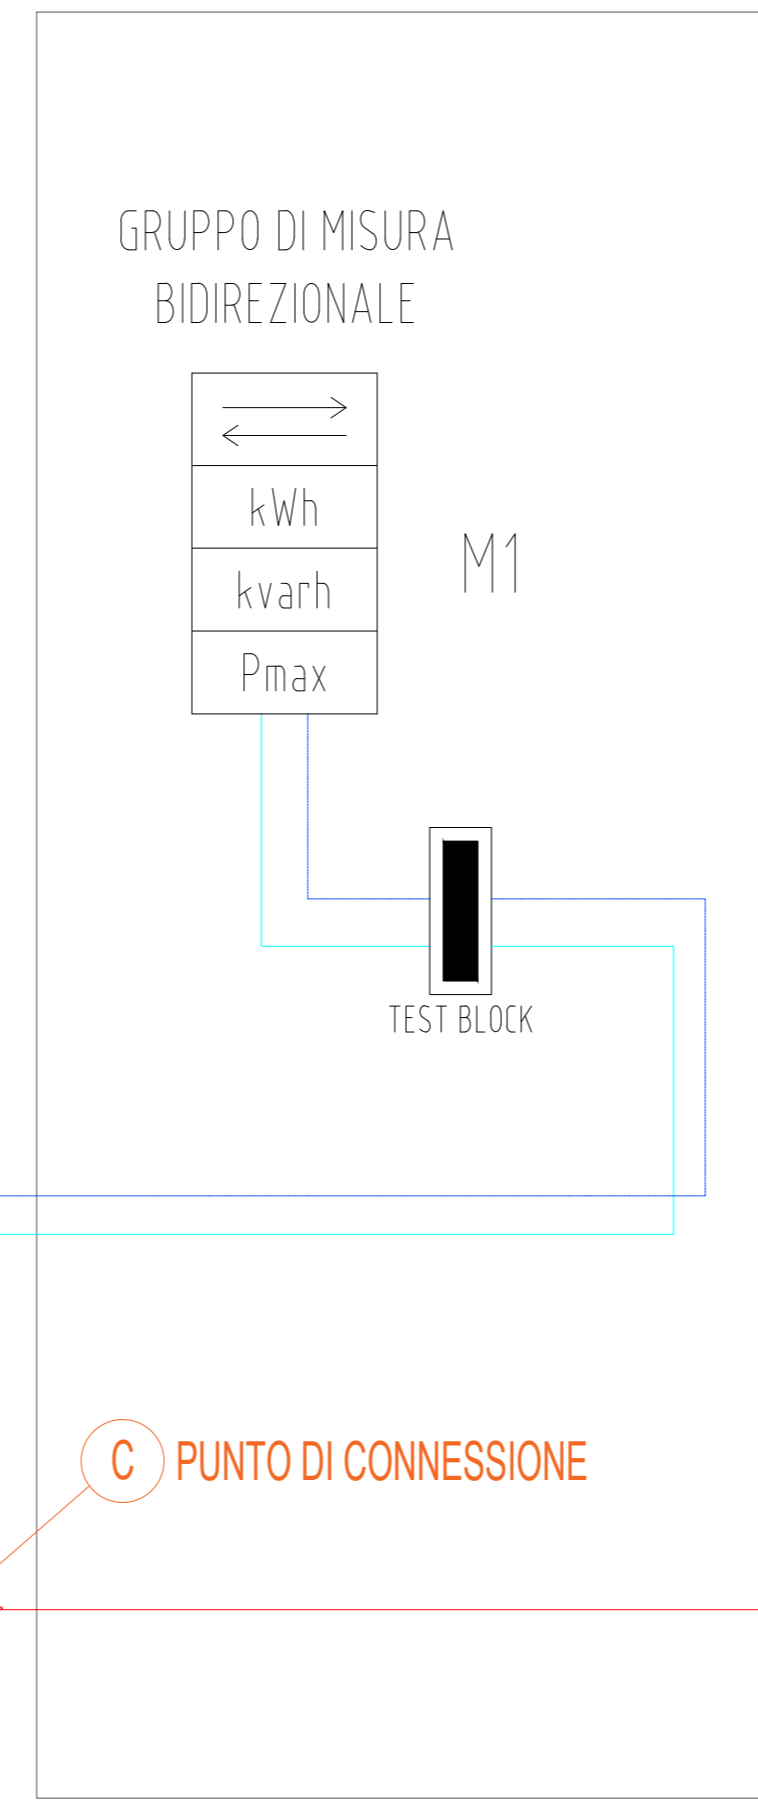 GRUPPO DI MISURA
BIDIREZIONALE
kWh
kvarh
Pmax
M1
TEST BLOCK
C PUNTO DI CONNESSIONE